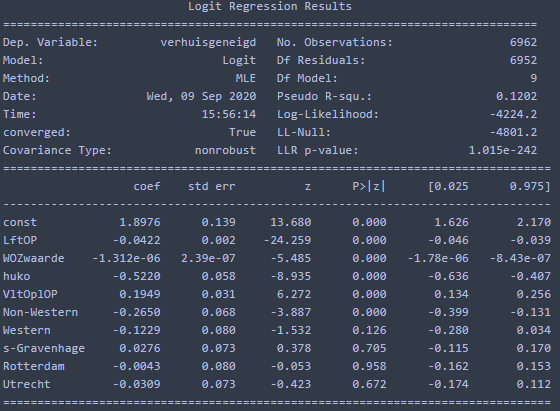 Logit Regression Results
==============================================================================
Dep. Variable: verhuisgeneigd No. Observations: 6962
Model: Logit Df Residuals: 6952
Method: MLE Df Model: 9
Date: Wed, 09 Sep 2020 Pseudo R-squ.: 0.1202
Time: 15:56:14 Log-Likelihood: -4224.2
converged: True LL-Null: -4801.2
Covariance Type: nonrobust LLR p-value: 1.015e-242
==============================================================================
coef std err z P>|z| [0.025 0.975]
------------------------------------------------------------------------------
const 1.8976 0.139 13.680 0.000 1.626 2.170
LftOP -0.0422 0.002 -24.259 0.000 -0.046 -0.039
WOZwaarde -1.312e-06 2.39e-07 -5.485 0.000 -1.78e-06 -8.43e-07
huko -0.5220 0.058 -8.935 0.000 -0.636 -0.407
VltOplOP 0.1949 0.031 6.272 0.000 0.134 0.256
Non-Western -0.2650 0.068 -3.887 0.000 -0.399 -0.131
Western -0.1229 0.080 -1.532 0.126 -0.280 0.034
s-Gravenhage 0.0276 0.073 0.378 0.705 -0.115 0.170
Rotterdam -0.0043 0.080 -0.053 0.958 -0.162 0.153
Utrecht -0.0309 0.073 -0.423 0.672 -0.174 0.112
==============================================================================